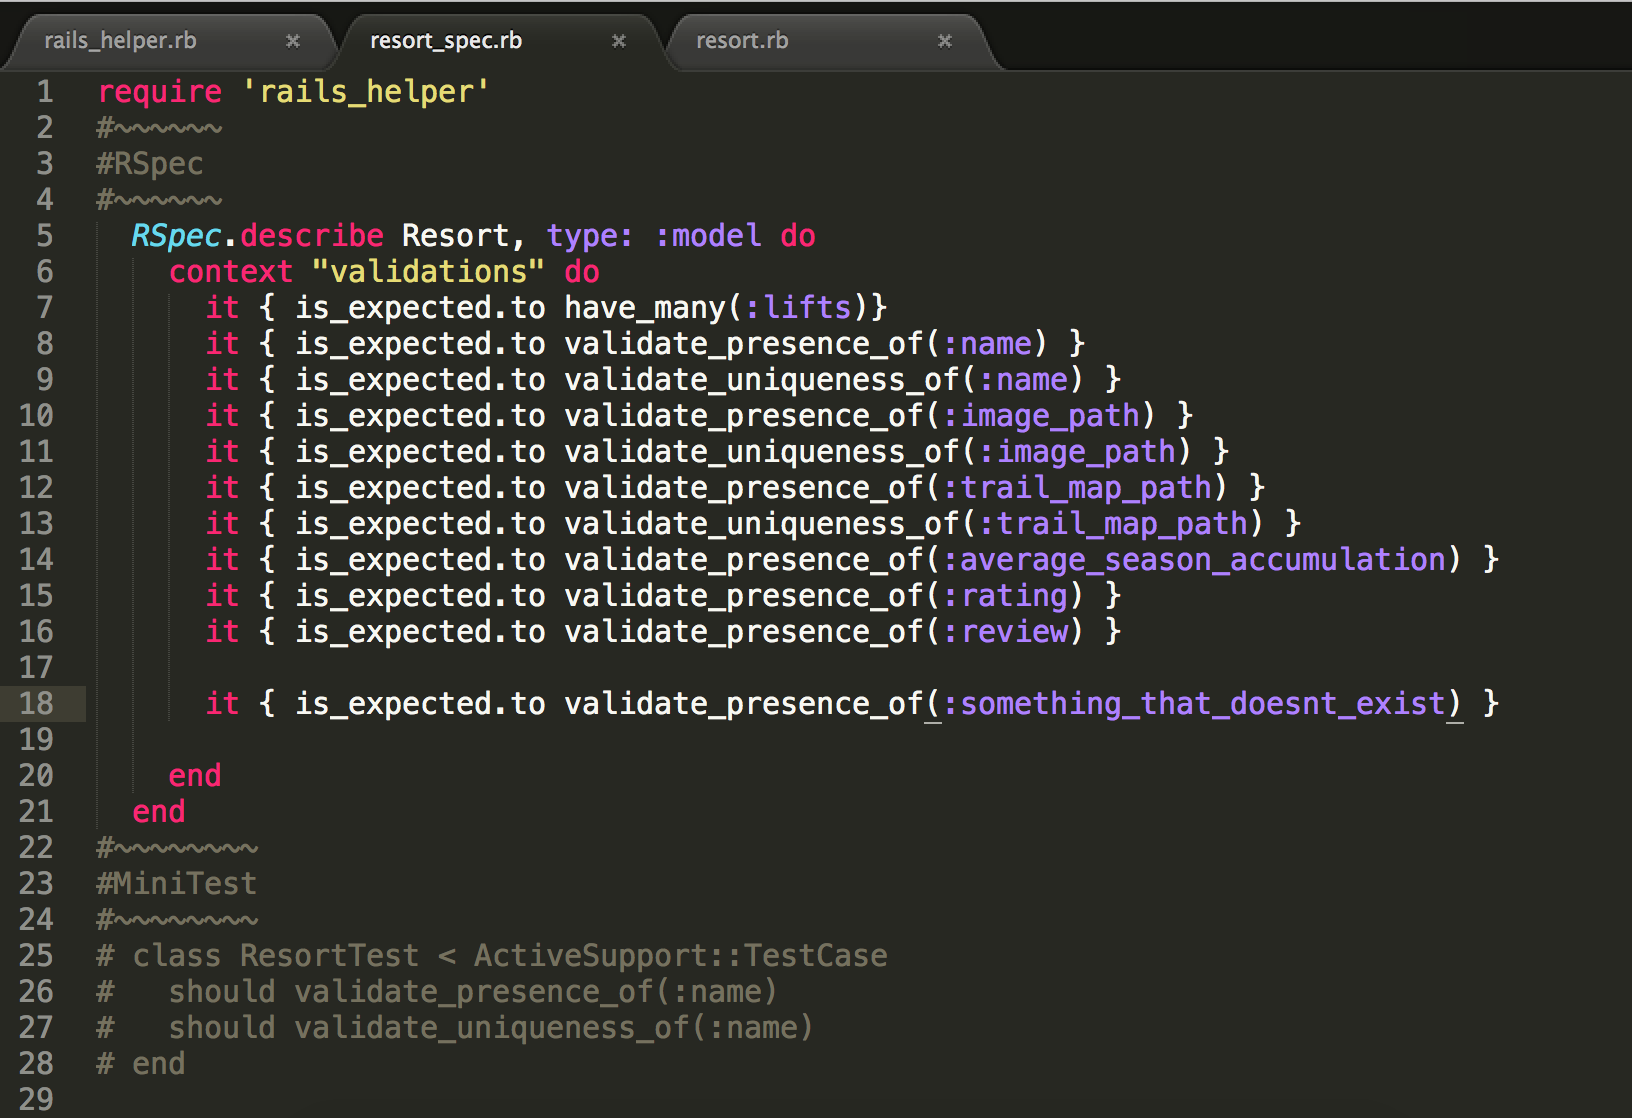 rails_helper.rb × resort_spec.rb × resort.rb ×
1 require 'rails_helper'
2 #~~~~~~
3 #RSpec
4 #~~~~~~
5   RSpec.describe Resort, type: :model do
6     context "validations" do
7       it { is_expected.to have_many(:lifts)}
8       it { is_expected.to validate_presence_of(:name) }
9       it { is_expected.to validate_uniqueness_of(:name) }
10       it { is_expected.to validate_presence_of(:image_path) }
11       it { is_expected.to validate_uniqueness_of(:image_path) }
12       it { is_expected.to validate_presence_of(:trail_map_path) }
13       it { is_expected.to validate_uniqueness_of(:trail_map_path) }
14       it { is_expected.to validate_presence_of(:average_season_accumulation) }
15       it { is_expected.to validate_presence_of(:rating) }
16       it { is_expected.to validate_presence_of(:review) }
17
18       it { is_expected.to validate_presence_of(:something_that_doesnt_exist) }
19
20     end
21   end
22 #~~~~~~~~
23 #MiniTest
24 #~~~~~~~~
25 # class ResortTest < ActiveSupport::TestCase
26 #   should validate_presence_of(:name)
27 #   should validate_uniqueness_of(:name)
28 # end
29